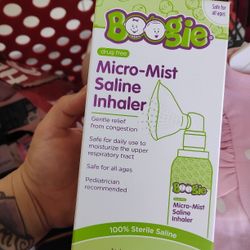 Boogie
Safe for
all ages
drug free
Micro-Mist
Saline
Inhaler
Gentle relief
from congestion
Safe for daily use to
moisturize the upper
respiratory tract
Safe for all ages
Pediatrician
recommended
BOOGIE
Micro-Mist
Saline Inhaler
100% Sterile Saline